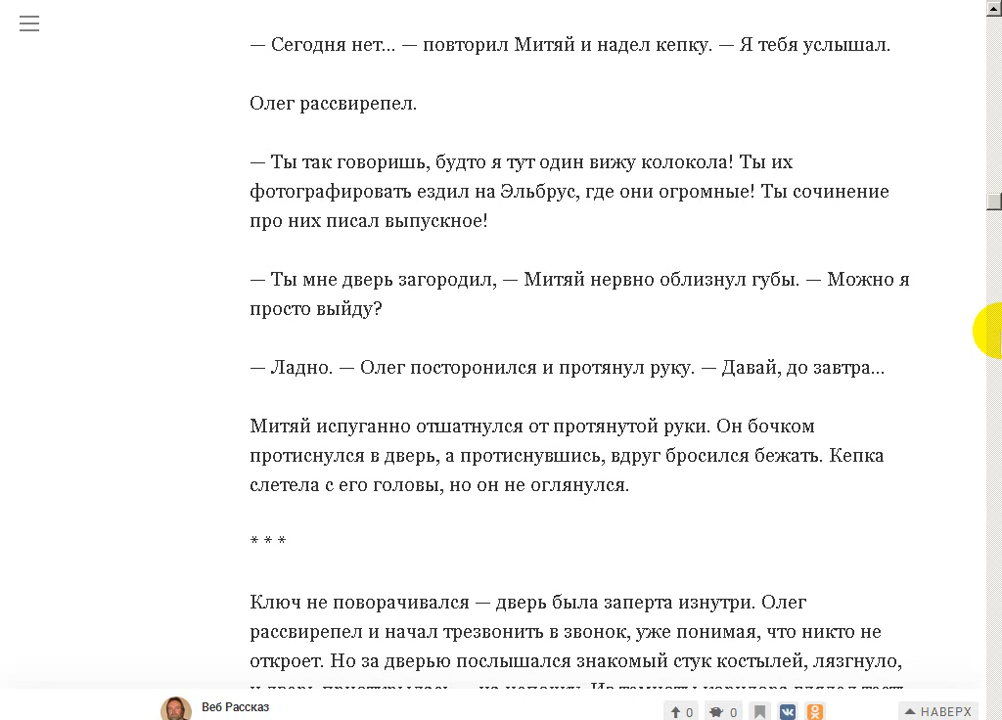 — Сегодня нет... — повторил Митяй и надел кепку. — Я тебя услышал.
Олег рассвирепел.
— Ты так говоришь, будто я тут один вижу колокола! Ты их
фотографировать ездил на Эльбрус, где они огромные! Ты сочинение
про них писал выпускное!
— Ты мне дверь загородил, — Митяй нервно облизнул губы. — Можно я
просто выйду?
— Ладно. — Олег посторонился и протянул руку. — Давай, до завтра...
Митяй испуганно отшатнулся от протянутой руки. Он бочком
протиснулся в дверь, а протиснувшись, вдруг бросился бежать. Кепка
слетела с его головы, но он не оглянулся.
* * *
Ключ не поворачивался — дверь была заперта изнутри. Олег
рассвирепел и начал трезвонить в звонок, уже понимая, что никто не
откроет. Но за дверью послышался знакомый стук костылей, лязгнуло,
Веб Рассказ
0
0
НАВЕРХ